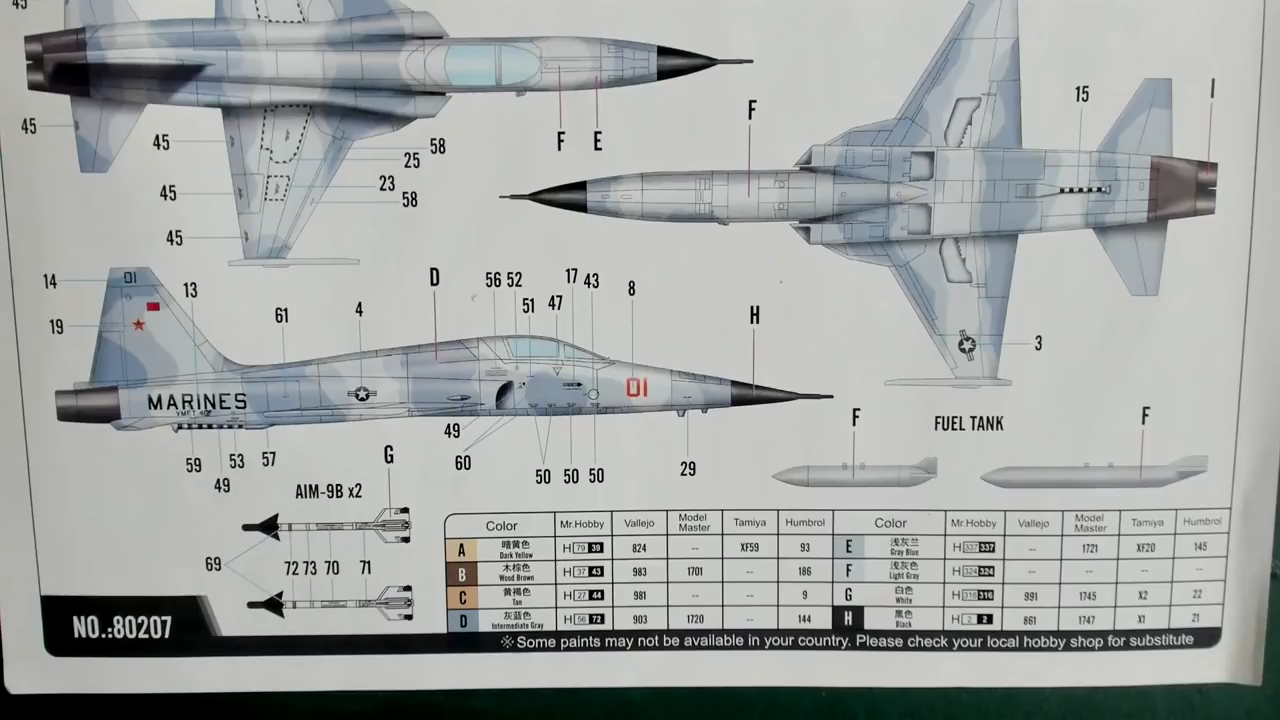 45
45
45
45
45
58
25
23
58
F E
F
15
I
3
14
19
01
13
61
4
D
56 52
51
47
17 43
8
H
MARINES
01
59
49
53
57
49
60
50 50 50
29
F
FUEL TANK
F
G
AIM-9B x2
69
72 73 70 71
NO.:80207
Color Mr.Hobby Vallejo Model Master Tamiya Humbrol Color Mr.Hobby Vallejo Model Master Tamiya Humbrol
A 暗黄色 Dark Yellow H 79 39 824 -- XF59 93 E 浅灰兰 Gray Blue H 337 337 -- 1721 XF20 145
B 木棕色 Wood Brown H 37 43 983 1701 -- 186 F 浅灰色 Light Gray H 324 324 -- -- -- --
C 黄褐色 Tan H 27 44 981 -- -- 9 G 白色 White H 316 316 991 1745 X2 22
D 灰蓝色 Intermediate Gray H 56 72 903 1720 -- 144 H 黑色 Black H 2 2 861 1747 X1 21
※ Some paints may not be available in your country. Please check your local hobby shop for substitute